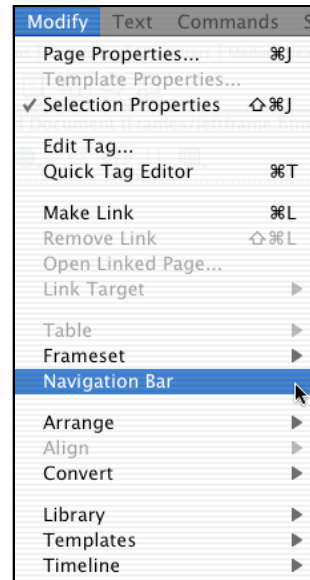 Modify Text Commands S
Page Properties... ⌘J
Template Properties...
✓ Selection Properties ⇧⌘J
Edit Tag...
Quick Tag Editor ⌘T
Make Link ⌘L
Remove Link ⇧⌘L
Open Linked Page...
Link Target
Table
Frameset
Navigation Bar
Arrange
Align
Convert
Library
Templates
Timeline